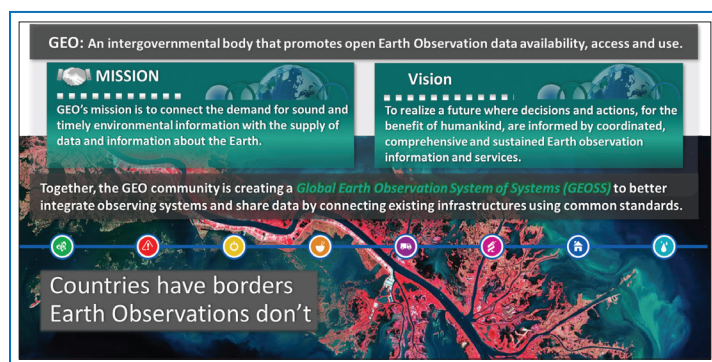 GEO: An intergovernmental body that promotes open Earth Observation data availability, access and use.
MISSION
GEO's mission is to connect the demand for sound and
timely environmental information with the supply of
data and information about the Earth.
Vision
To realize a future where decisions and actions, for the
benefit of humankind, are informed by coordinated,
comprehensive and sustained Earth observation
information and services.
Together, the GEO community is creating a Global Earth Observation System of Systems (GEOSS) to better
integrate observing systems and share data by connecting existing infrastructures using common standards.
Countries have borders
Earth Observations don't